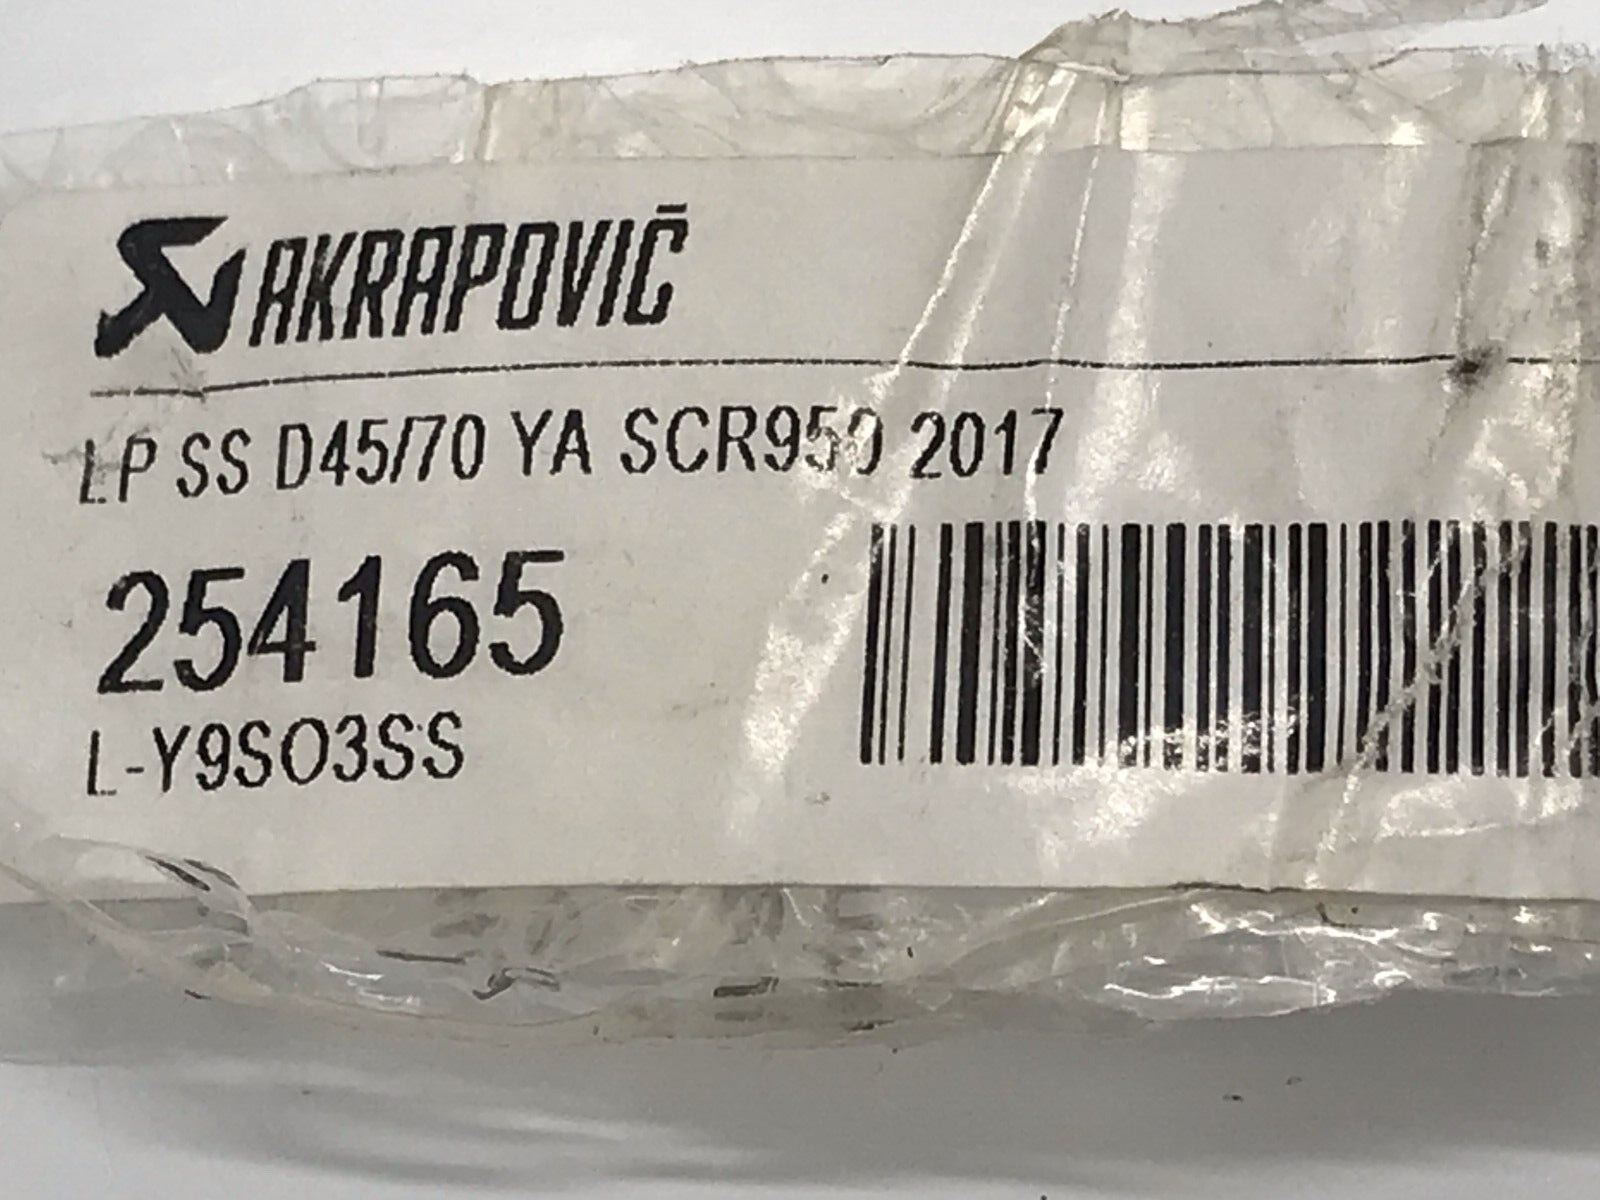 AKRAPOVIČ
LP SS D45/70 YA SCR950 2017
254165
L-Y9SO3SS